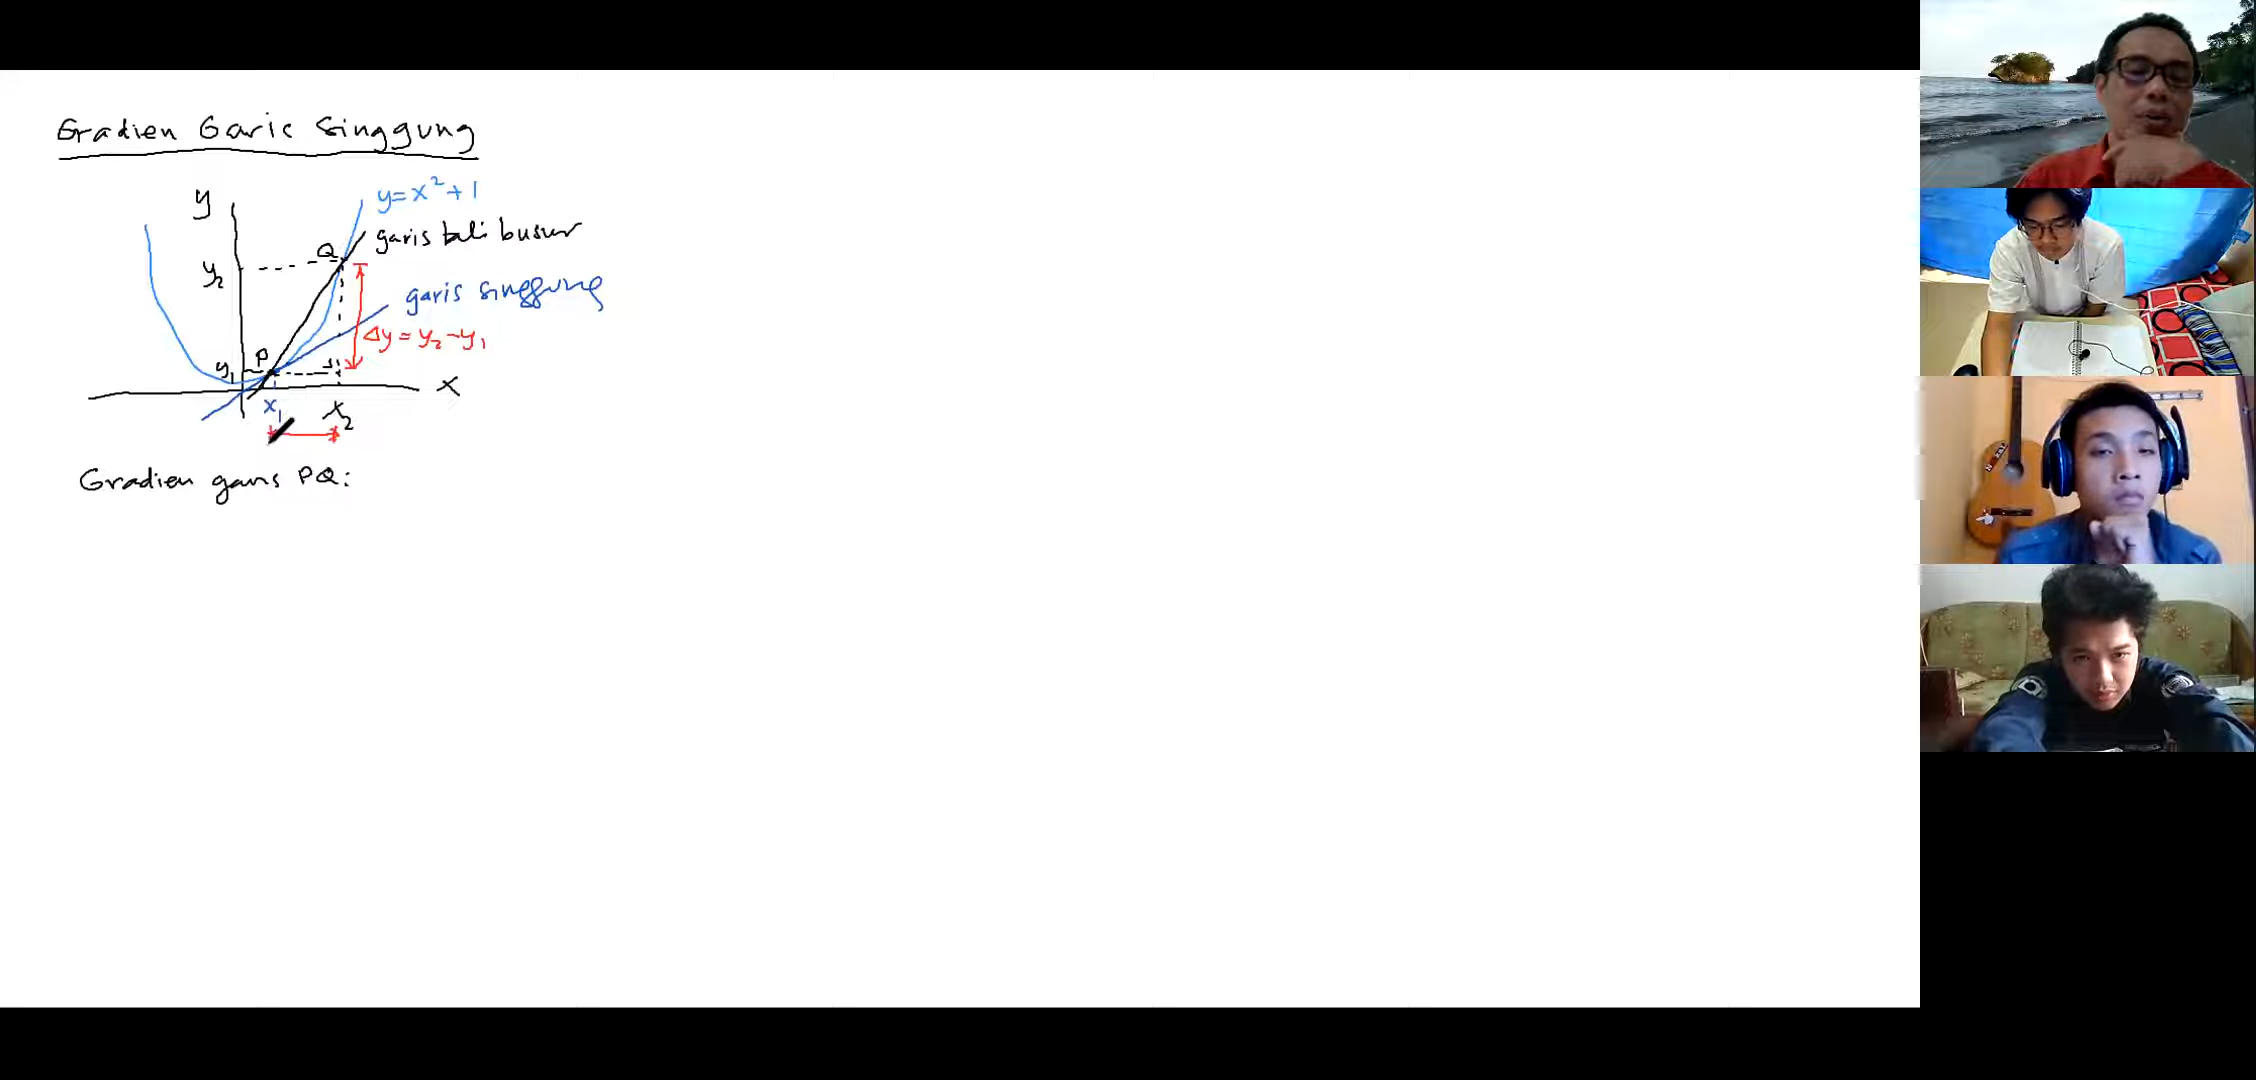 Gradien Garis Singgung
y
y=x²+1
garis tali busur
Q
y₂
garis singgung
Δy = y₂-y₁
P
y₁
x
x₁
x₂
Gradien garis PQ: